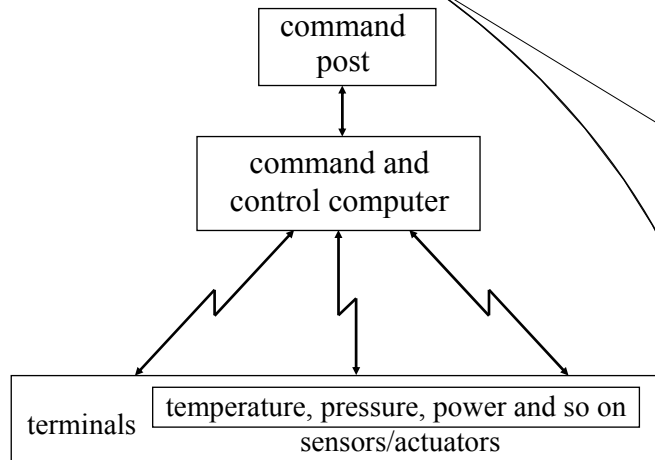 command
post
command and
control computer
terminals
temperature, pressure, power and so on
sensors/actuators